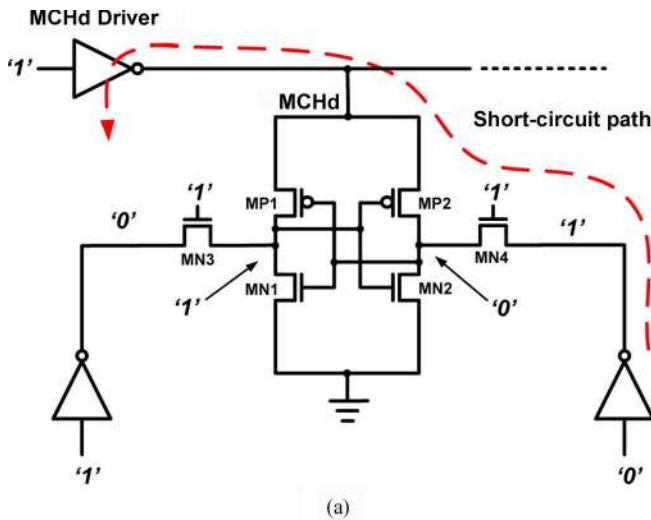 MCHd Driver
'1'
MCHd
Short-circuit path
'1'
'1'
'0'
MP1
MP2
'1'
MN3
MN4
'1'
MN1
MN2
'0'
'1'
'0'
(a)